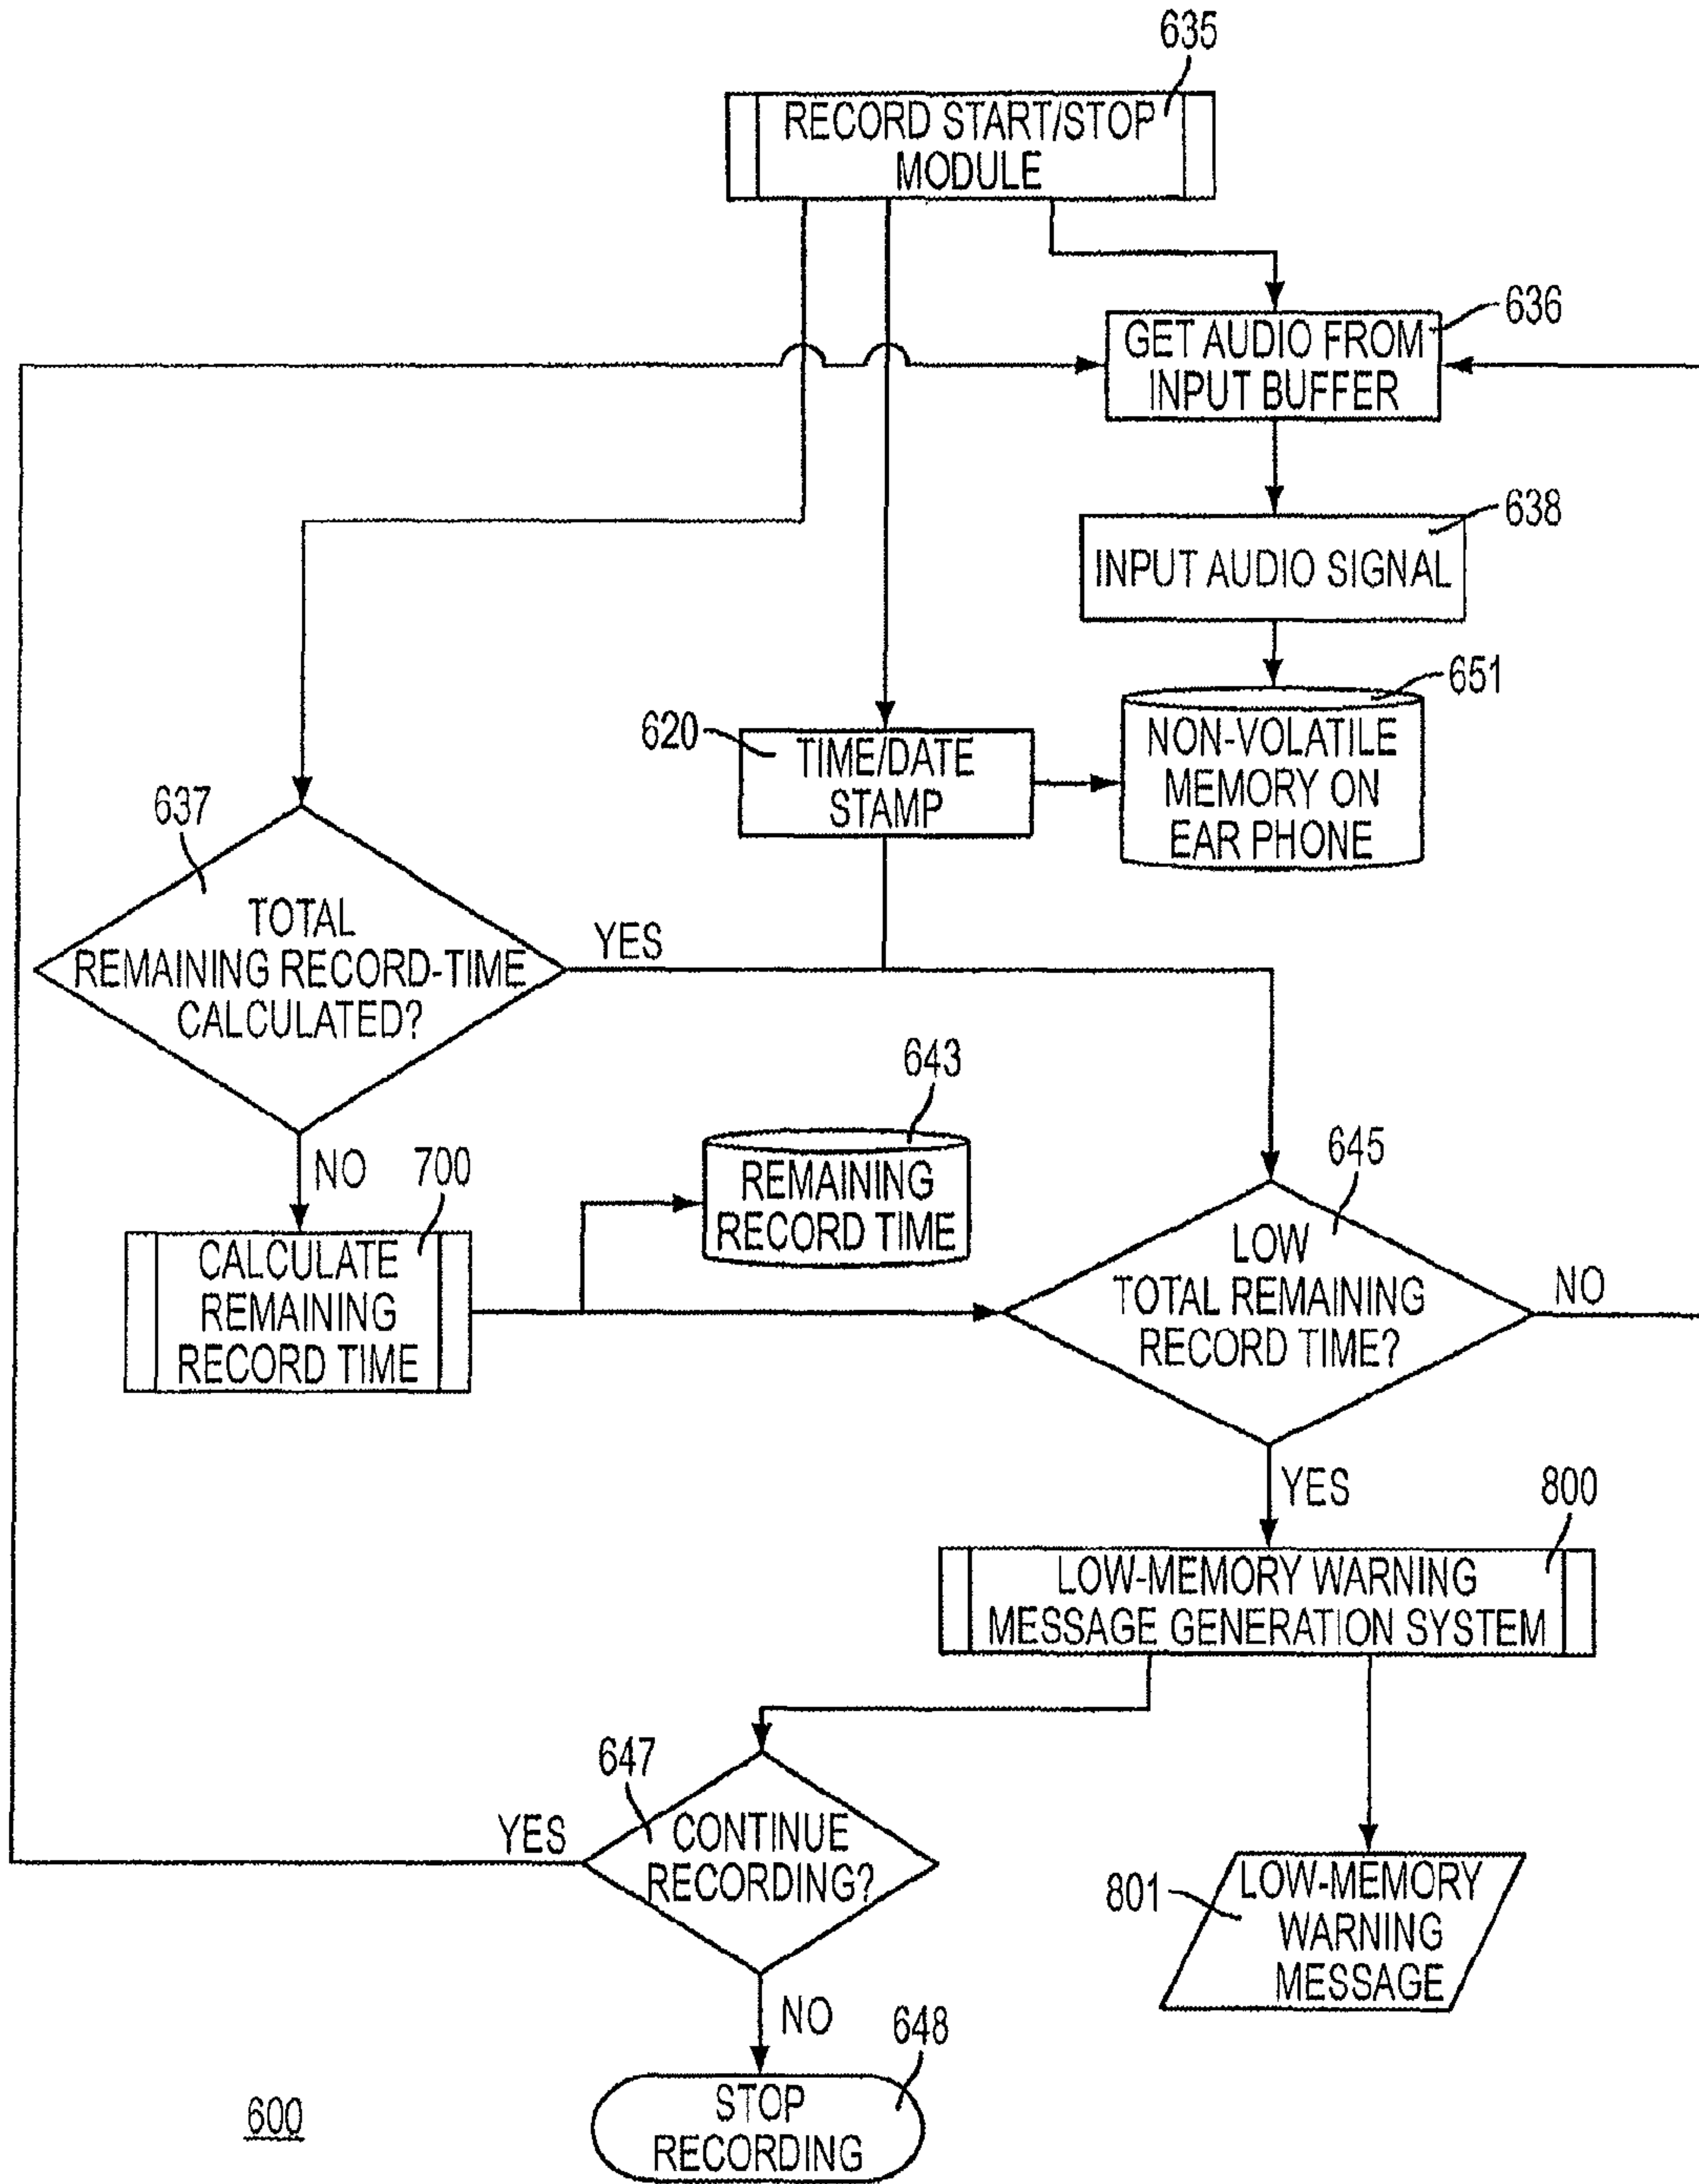 635
RECORD START/STOP
MODULE
636
GET AUDIO FROM
INPUT BUFFER
638
INPUT AUDIO SIGNAL
651
NON-VOLATILE
MEMORY ON
EAR PHONE
620
TIME/DATE
STAMP
637
TOTAL
REMAINING RECORD-TIME
CALCULATED?
YES
NO
643
REMAINING
RECORD TIME
700
CALCULATE
REMAINING
RECORD TIME
645
LOW
TOTAL REMAINING
RECORD TIME?
NO
YES
800
LOW-MEMORY WARNING
MESSAGE GENERATION SYSTEM
647
CONTINUE
RECORDING?
YES
NO
801
LOW-MEMORY
WARNING
MESSAGE
648
STOP
RECORDING
600